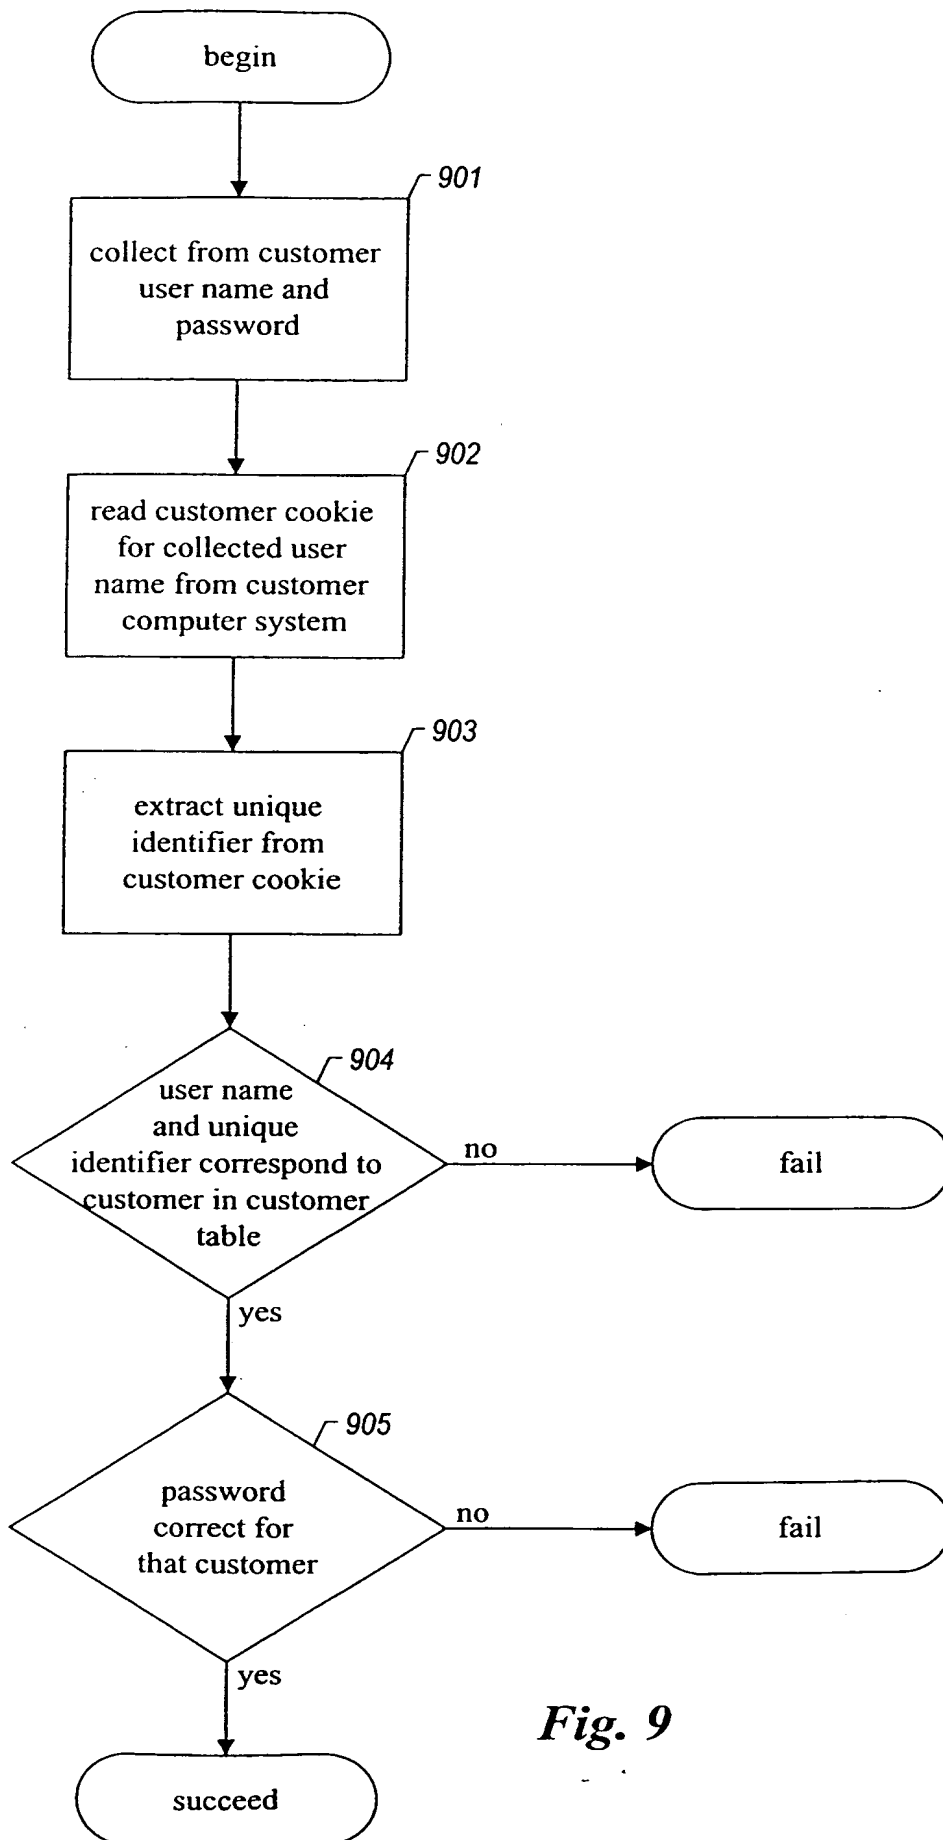 begin
901
collect from customer
user name and
password
902
read customer cookie
for collected user
name from customer
computer system
903
extract unique
identifier from
customer cookie
904
user name
and unique
identifier correspond to
customer in customer
table
no
fail
yes
905
password
correct for
that customer
no
fail
yes
succeed
Fig. 9